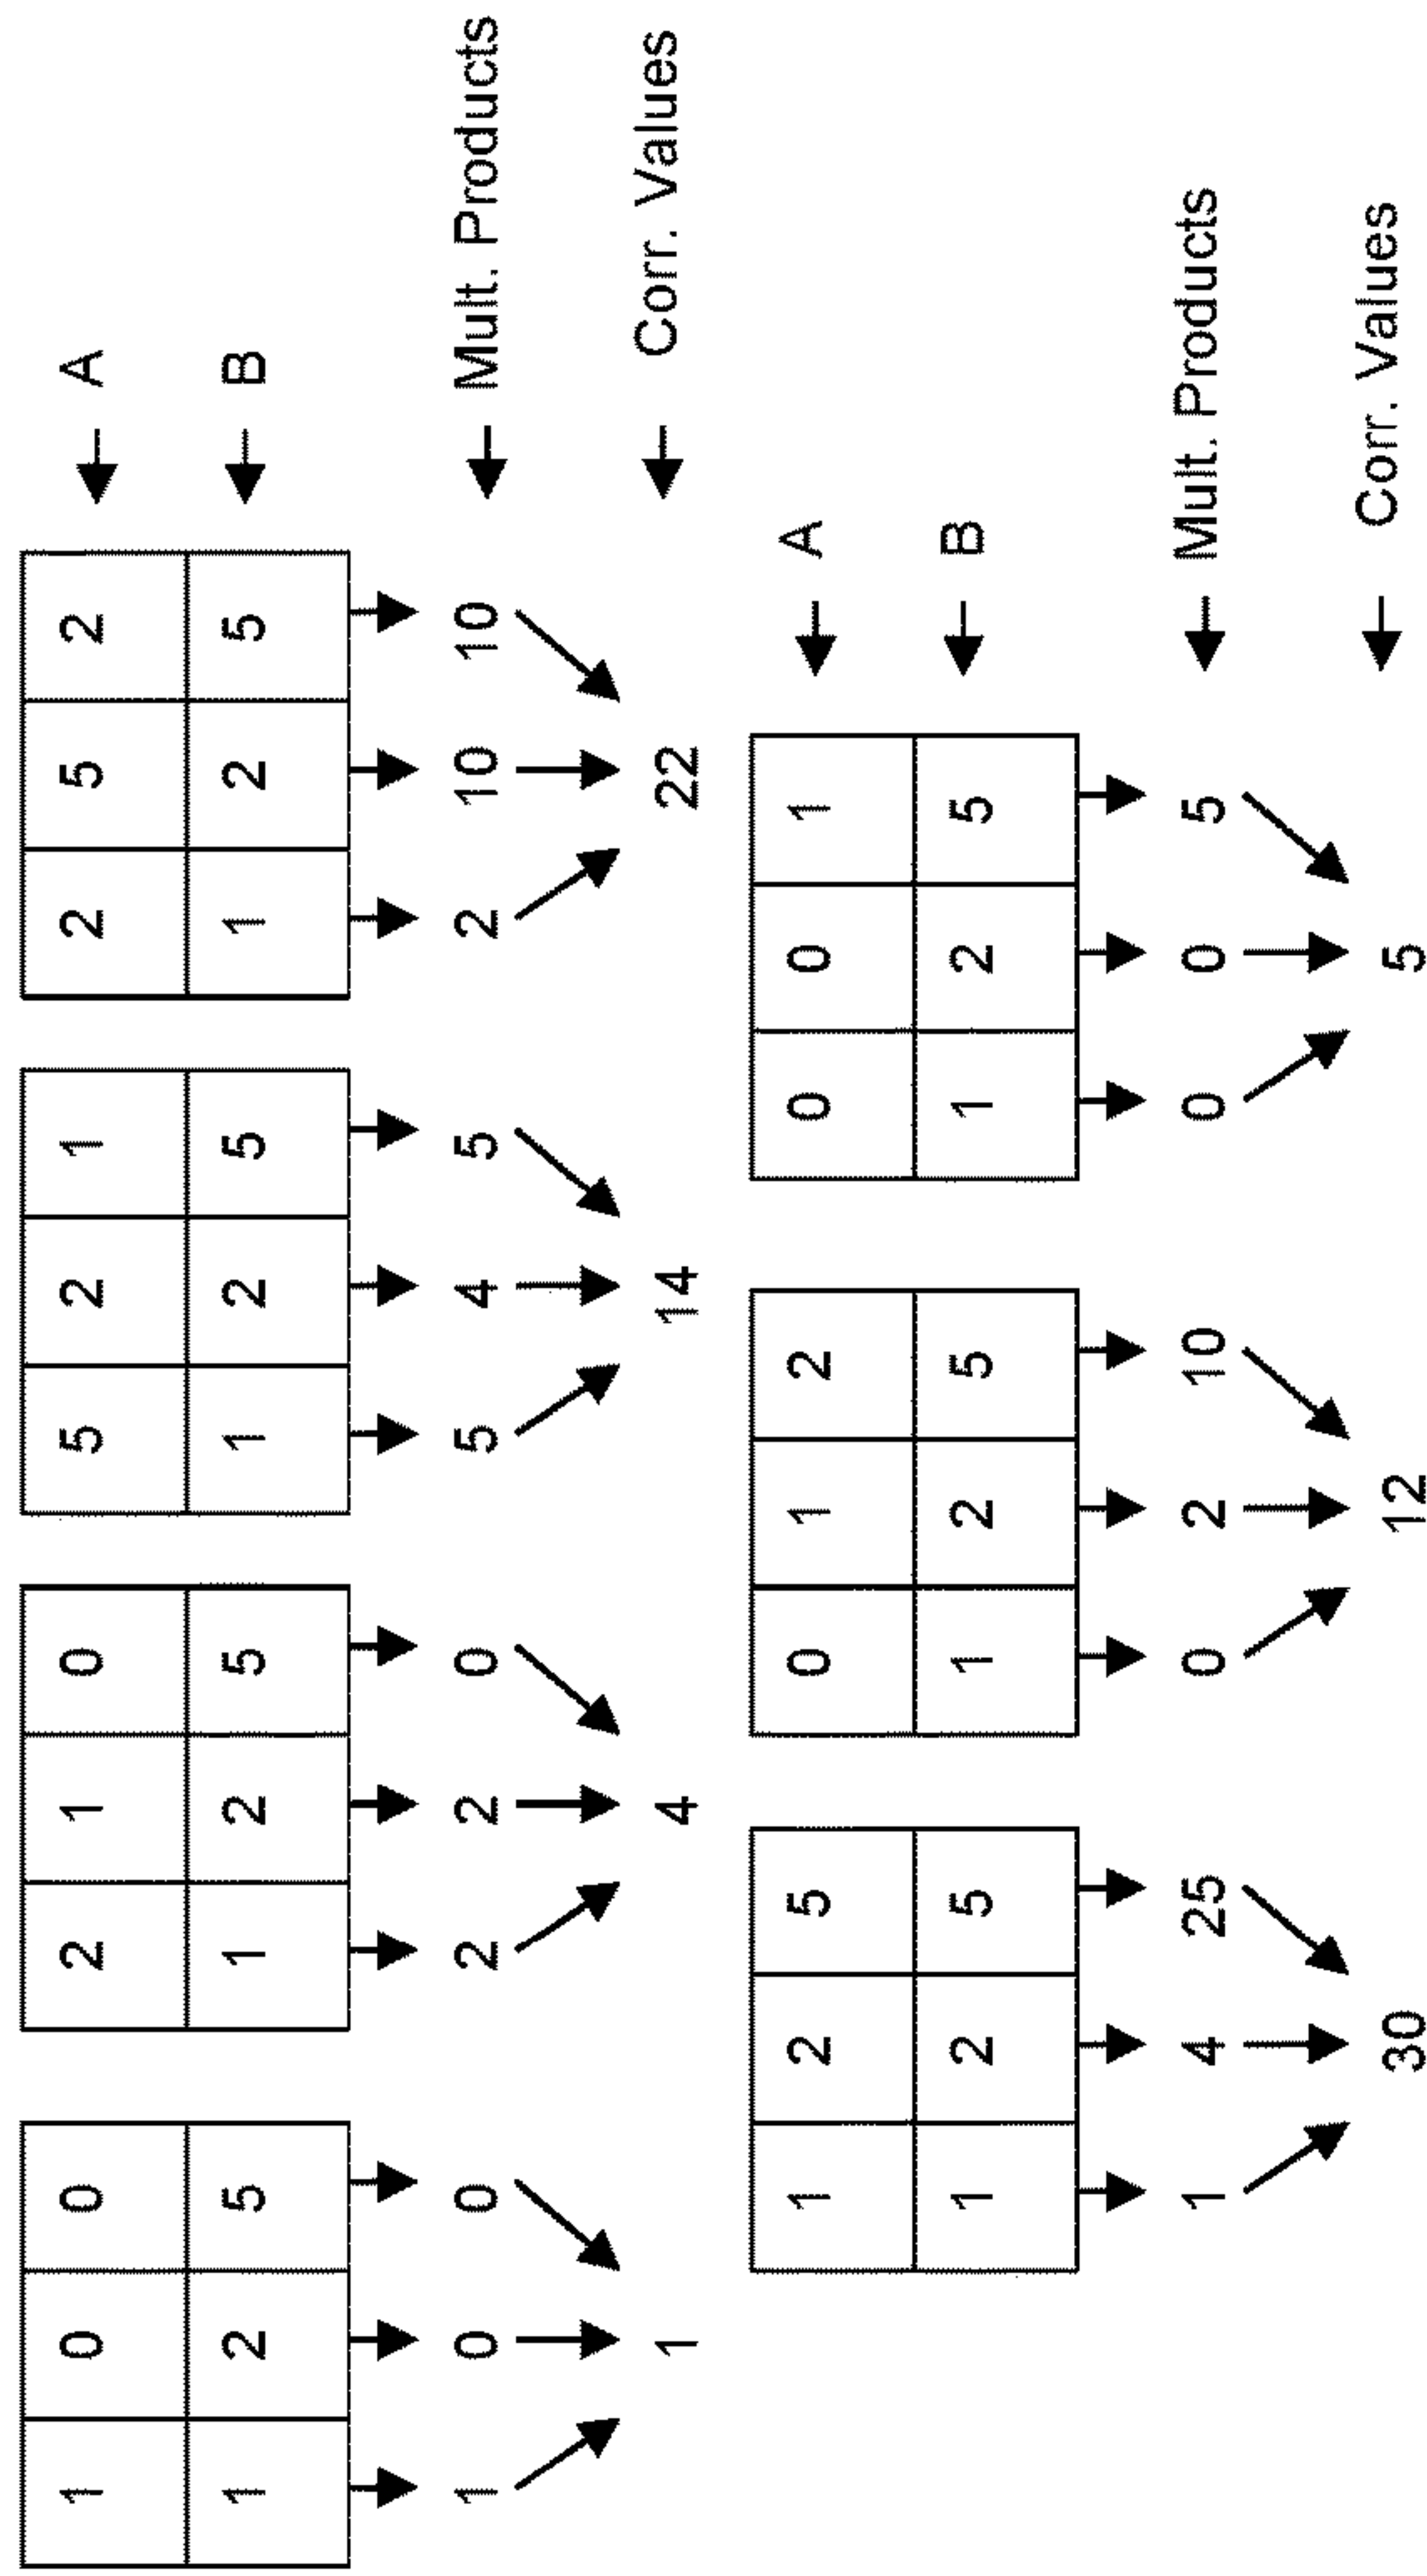 1 0 0 2 1 0 5 2 1 2 5 2 A
1 2 5 1 2 5 1 2 5 1 2 5 B
1 0 0 2 2 0 5 4 5 2 10 10 Mult. Products
1 4 14 22 Corr. Values
1 2 5 0 1 2 0 0 1 A
1 2 5 1 2 5 1 2 5 B
1 4 25 0 2 10 0 0 5 Mult. Products
30 12 5 Corr. Values